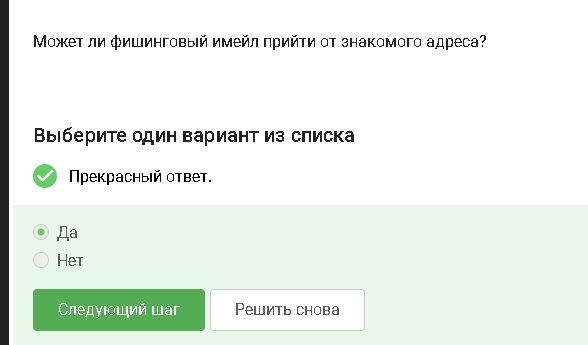 Может ли фишинговый имейл прийти от знакомого адреса?
Выберите один вариант из списка
Прекрасный ответ.
Да
Нет
Следующий шаг Решить снова